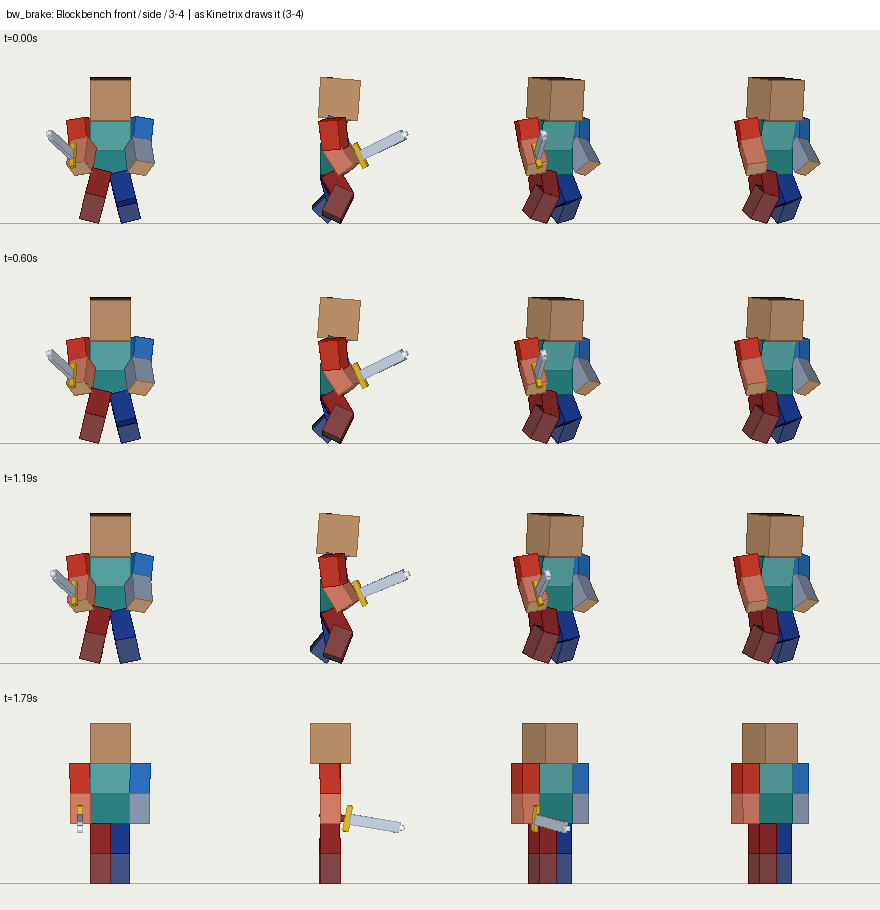 bw_brake: Blockbench front / side / 3-4 | as Kinetrix draws it (3-4)
t=0.00s
t=0.60s
t=1.19s
t=1.79s